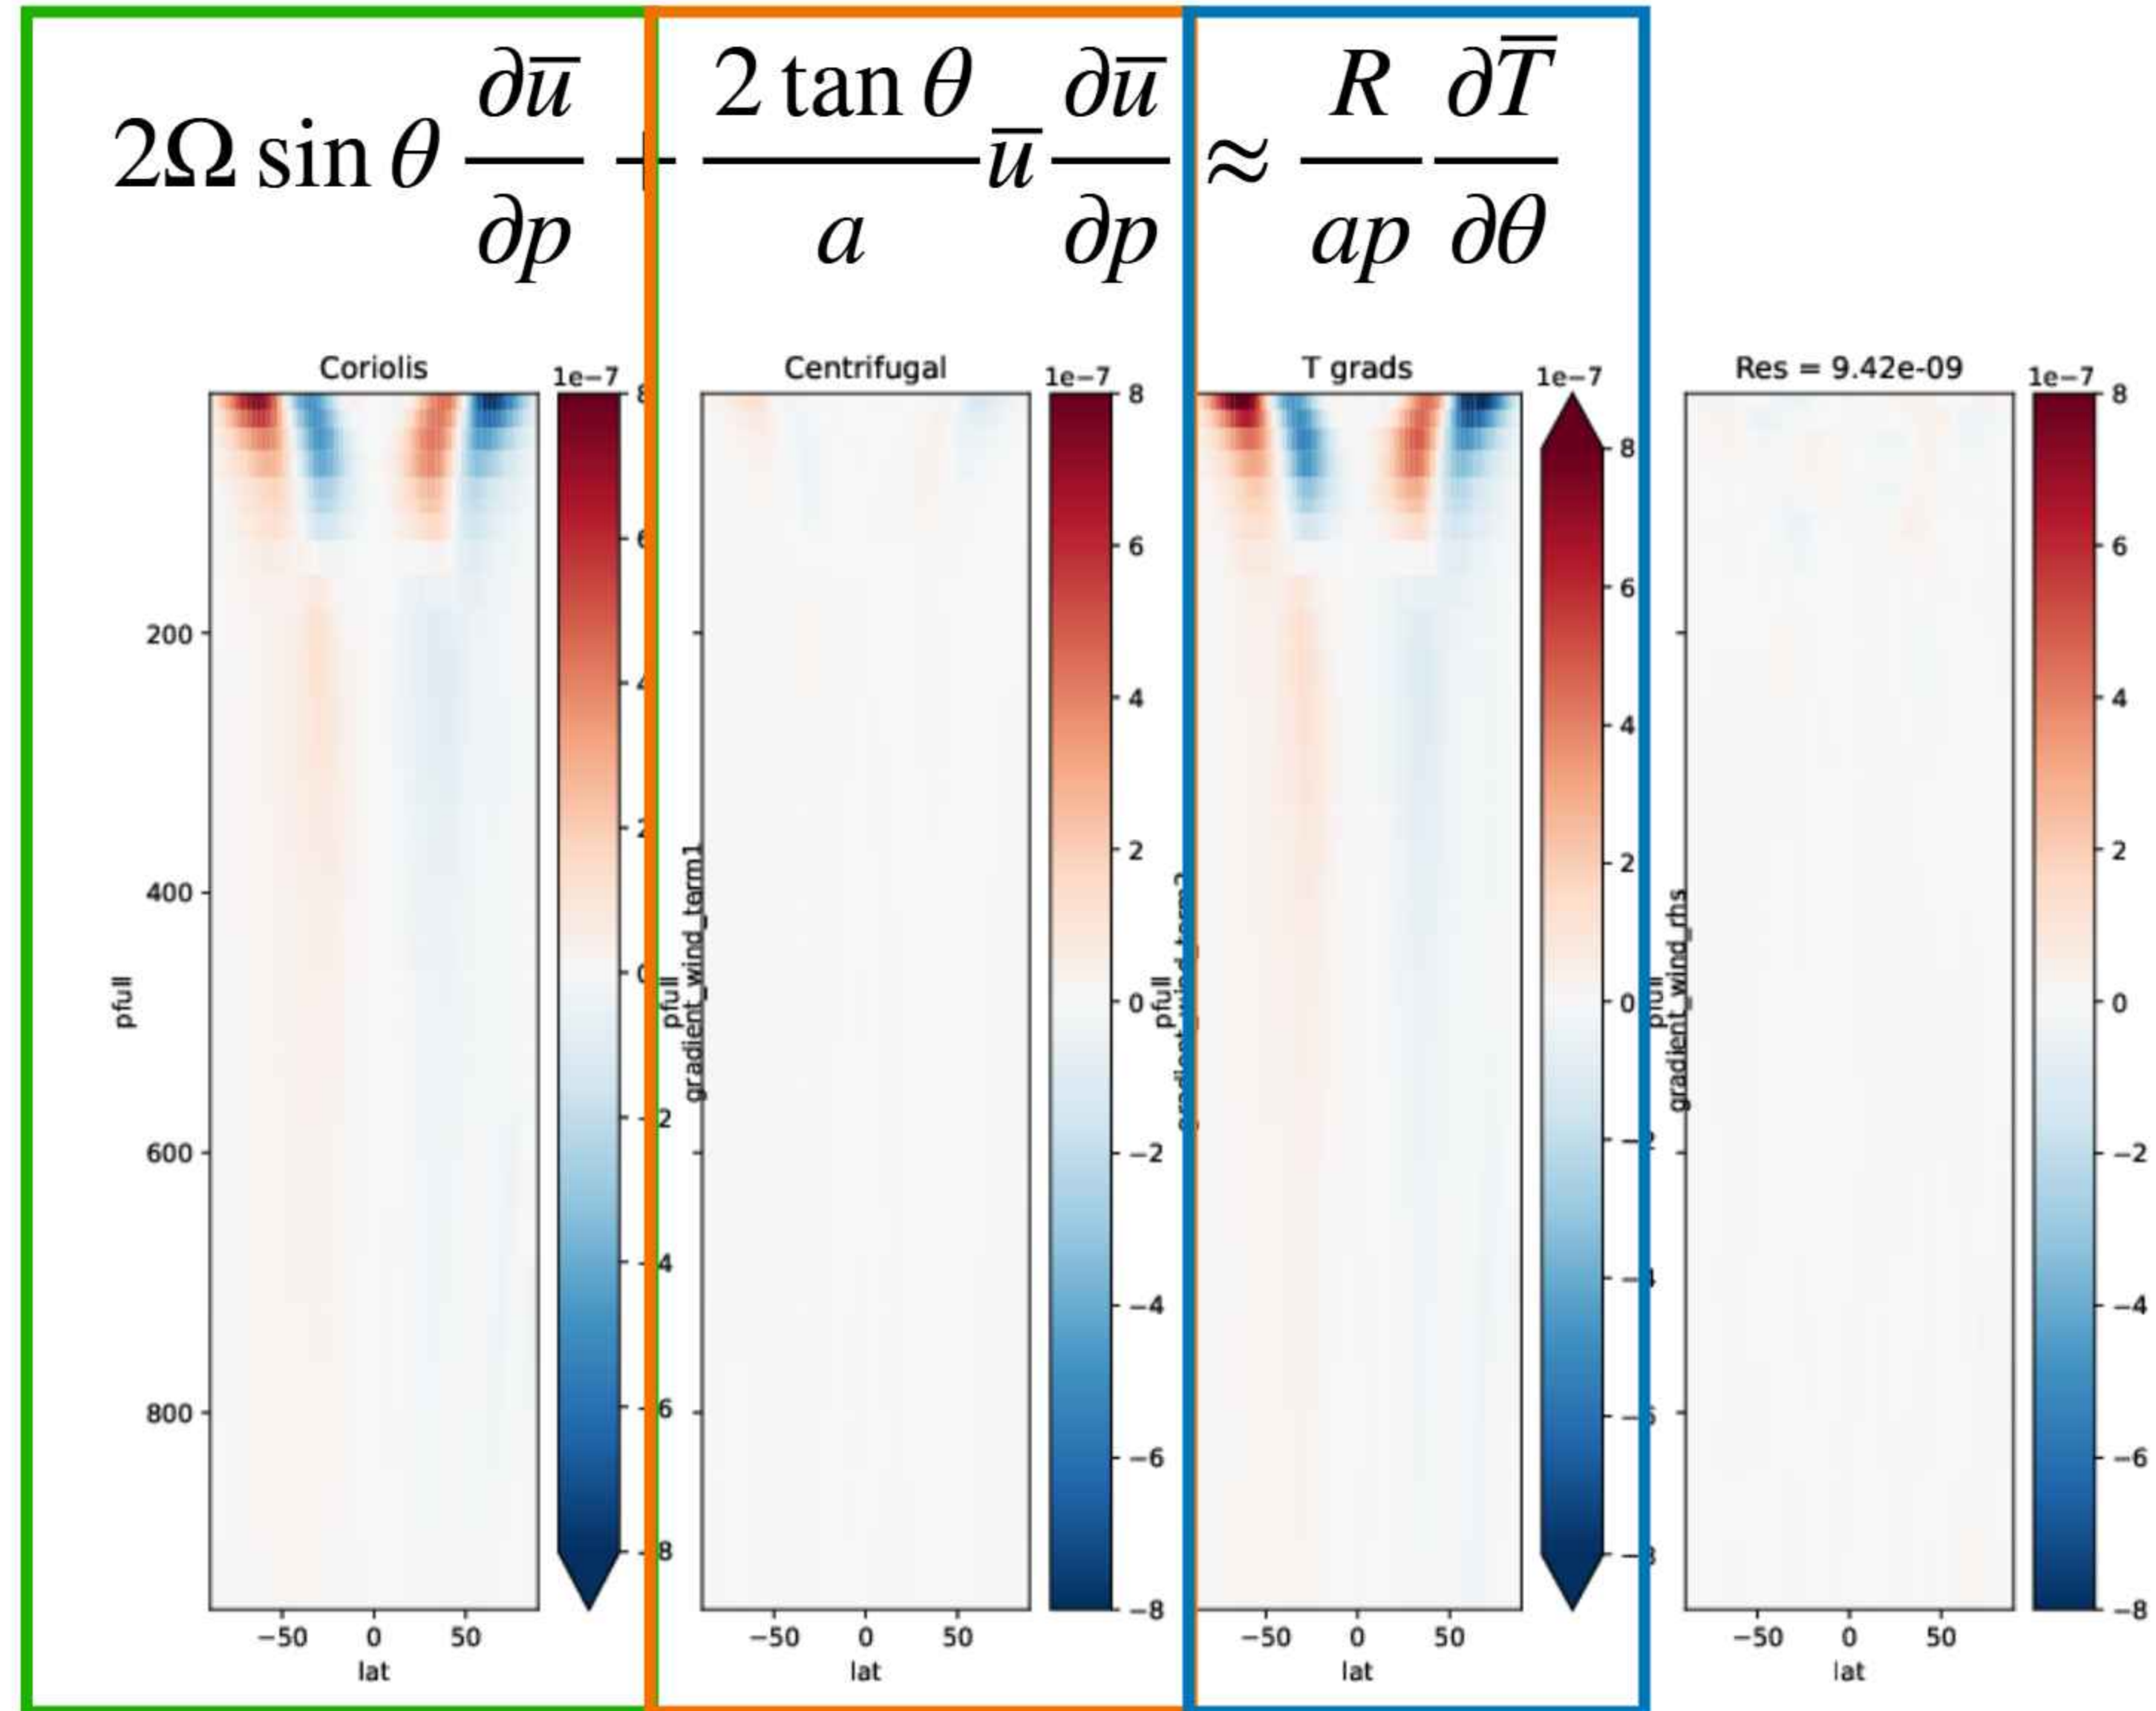 2Ω sin θ ∂u̅/∂p + 2 tan θ/a u̅ ∂u̅/∂p ≈ R/ap ∂T̅/∂θ
Coriolis
1e−7
8
6
4
2
0
2
4
6
8
200
400
600
800
pfull
−50 0 50
lat
gradient_wind_term1
Centrifugal
1e−7
8
6
4
2
0
−2
−4
−6
−8
pfull
−50 0 50
lat
T grads
1e−7
8
6
4
2
0
pfull
−50 0 50
lat
gradient_wind_rhs
Res = 9.42e-09
1e−7
8
6
4
2
0
−2
−4
−6
−8
pfull
−50 0 50
lat